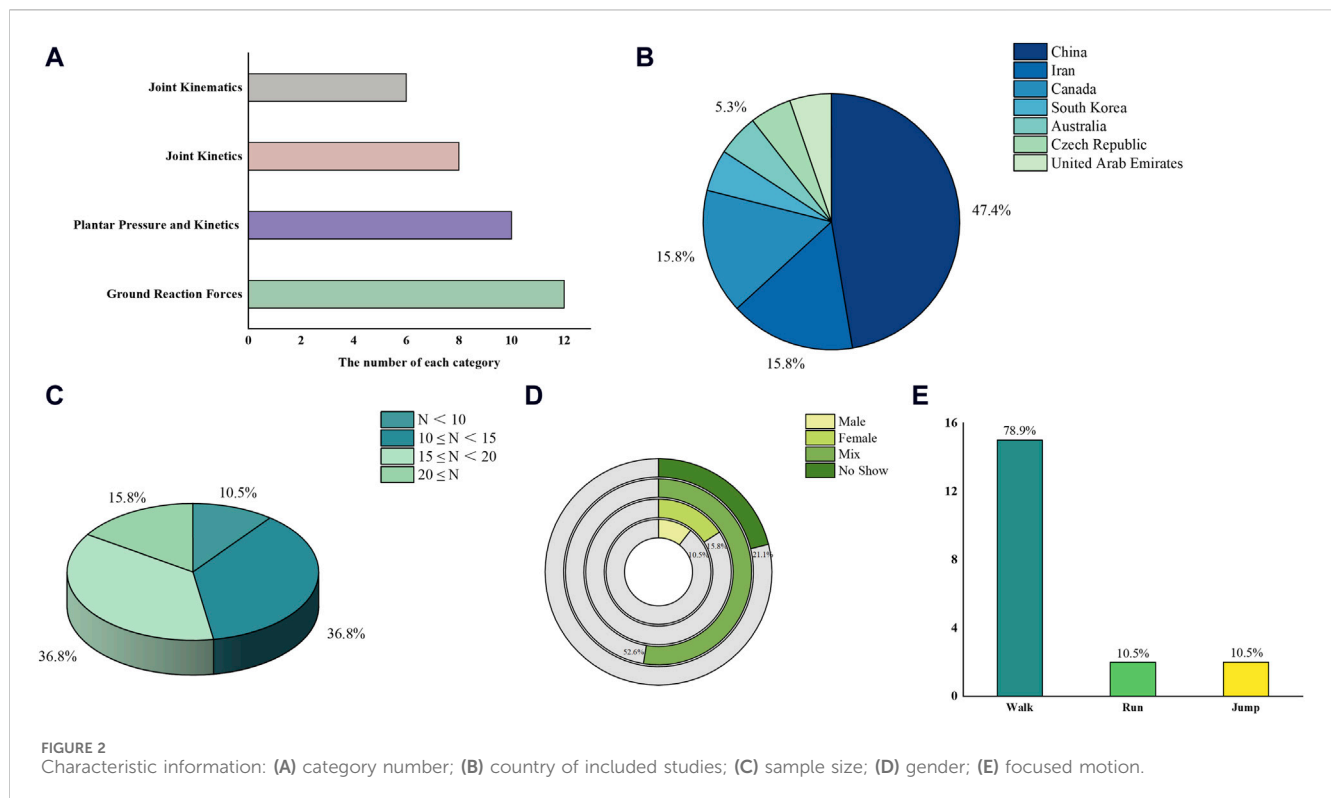 A
Joint Kinematics
Joint Kinetics
Plantar Pressure and Kinetics
Ground Reaction Forces
0 2 4 6 8 10 12
The number of each category
B
China
Iran
Canada
South Korea
Australia
Czech Republic
United Arab Emirates
5.3%
47.4%
15.8%
15.8%
C
N < 10
10 ≤ N < 15
15 ≤ N < 20
20 ≤ N
15.8%
10.5%
36.8%
36.8%
D
Male
Female
Mix
No Show
10.5%
15.8%
21.1%
52.6%
E
16
12
8
4
0
78.9%
10.5%
10.5%
Walk Run Jump
FIGURE 2
Characteristic information: (A) category number; (B) country of included studies; (C) sample size; (D) gender; (E) focused motion.